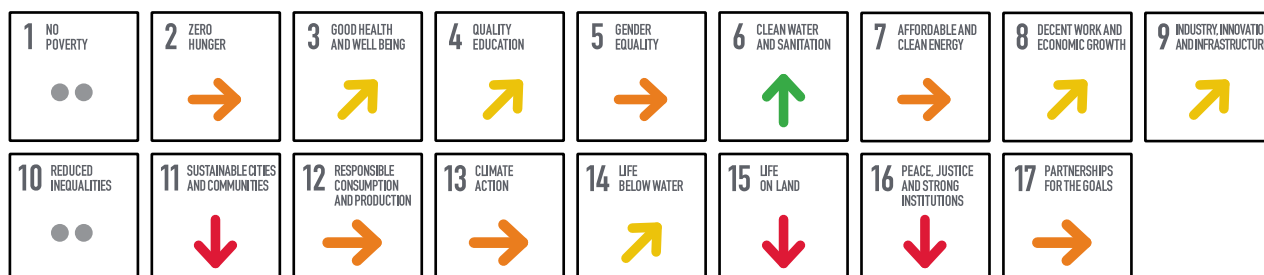 1 NO
POVERTY
2 ZERO
HUNGER
3 GOOD HEALTH
AND WELL BEING
4 QUALITY
EDUCATION
5 GENDER
EQUALITY
6 CLEAN WATER
AND SANITATION
7 AFFORDABLE AND
CLEAN ENERGY
8 DECENT WORK AND
ECONOMIC GROWTH
9 INDUSTRY, INNOVATIO
AND INFRASTRUCTUR
10 REDUCED
INEQUALITIES
11 SUSTAINABLE CITIES
AND COMMUNITIES
12 RESPONSIBLE
CONSUMPTION
AND PRODUCTION
13 CLIMATE
ACTION
14 LIFE
BELOW WATER
15 LIFE
ON LAND
16 PEACE, JUSTICE
AND STRONG
INSTITUTIONS
17 PARTNERSHIPS
FOR THE GOALS